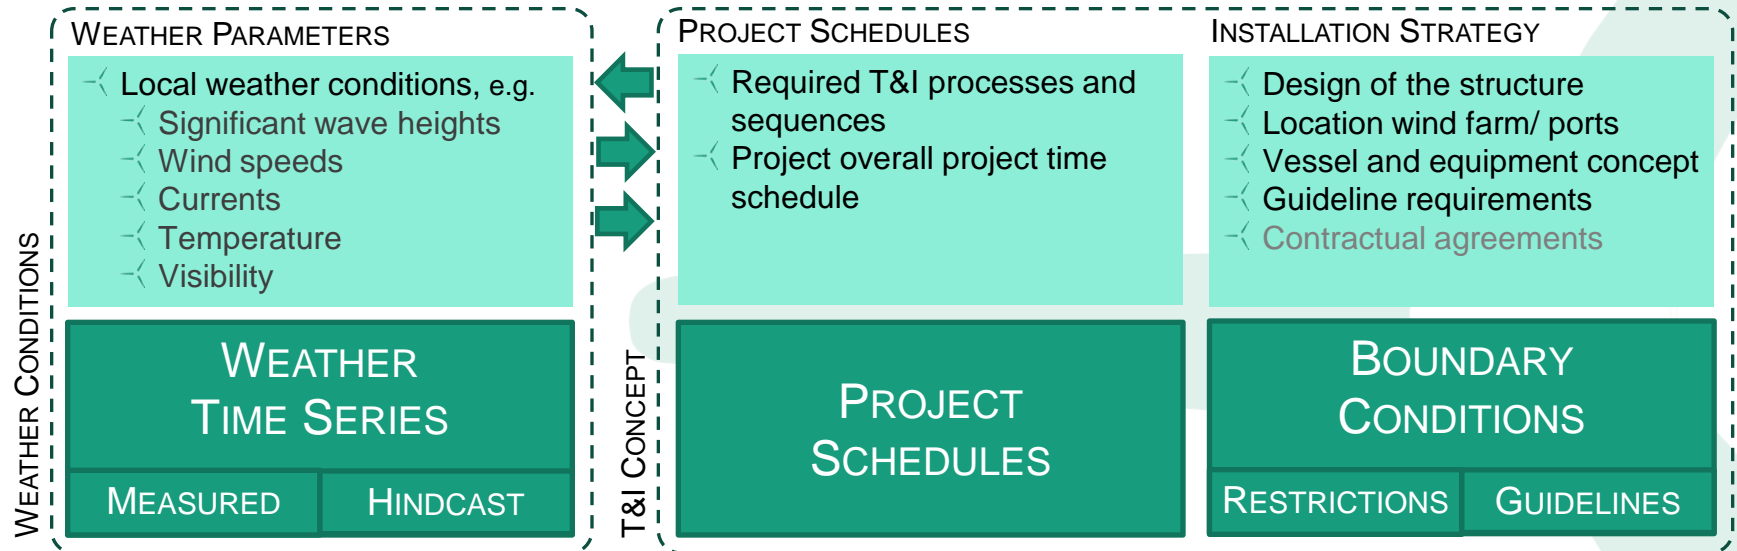 WEATHER CONDITIONS
WEATHER PARAMETERS
Local weather conditions, e.g.
Significant wave heights
Wind speeds
Currents
Temperature
Visibility
WEATHER
TIME SERIES
MEASURED
HINDCAST
T&I CONCEPT
PROJECT SCHEDULES
Required T&I processes and
sequences
Project overall project time
schedule
PROJECT
SCHEDULES
INSTALLATION STRATEGY
Design of the structure
Location wind farm/ ports
Vessel and equipment concept
Guideline requirements
Contractual agreements
BOUNDARY
CONDITIONS
RESTRICTIONS
GUIDELINES